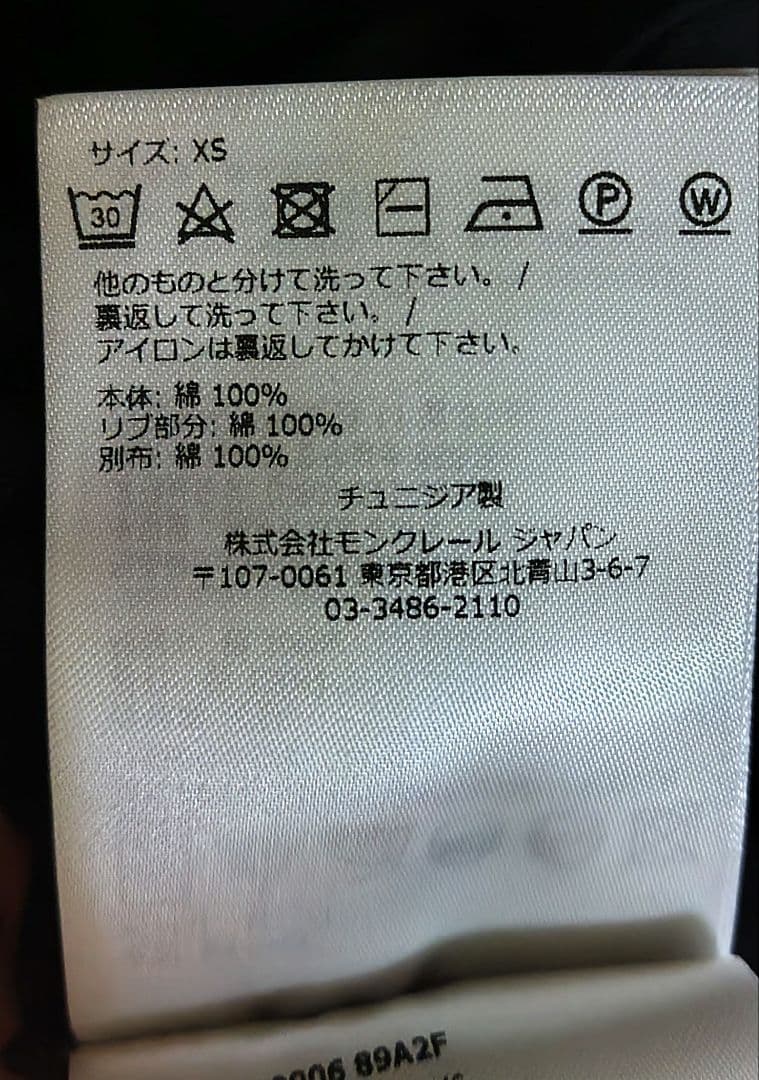 サイズ: XS
30
P W
他のものと分けて洗って下さい。 /
裏返して洗って下さい。 /
アイロンは裏返してかけて下さい。
本体: 綿 100%
リブ部分: 綿 100%
別布: 綿 100%
チュニジア製
株式会社モンクレール ジャパン
〒107-0061 東京都港区北青山3-6-7
03-3486-2110
89A2F